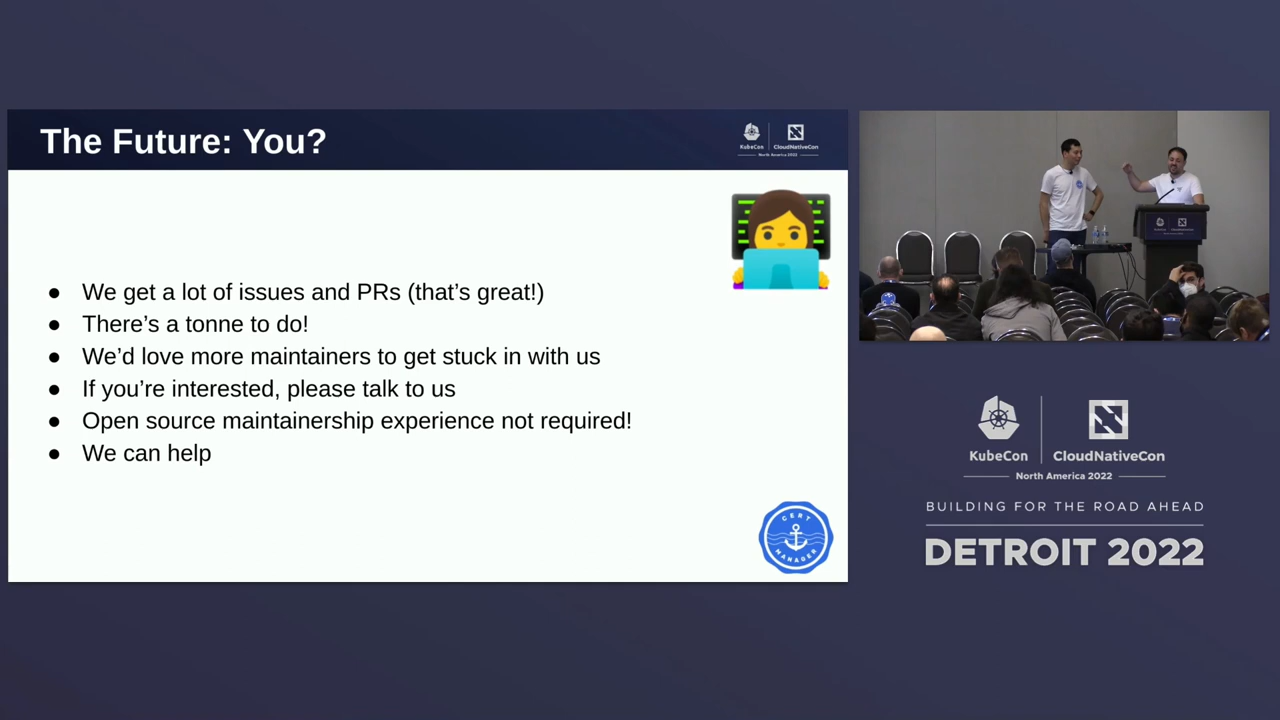 The Future: You?
KubeCon
CloudNativeCon
North America 2022
● We get a lot of issues and PRs (that’s great!)
● There’s a tonne to do!
● We’d love more maintainers to get stuck in with us
● If you’re interested, please talk to us
● Open source maintainership experience not required!
● We can help
CERT
MANAGER
KubeCon
CloudNativeCon
North America 2022
BUILDING FOR THE ROAD AHEAD
DETROIT 2022